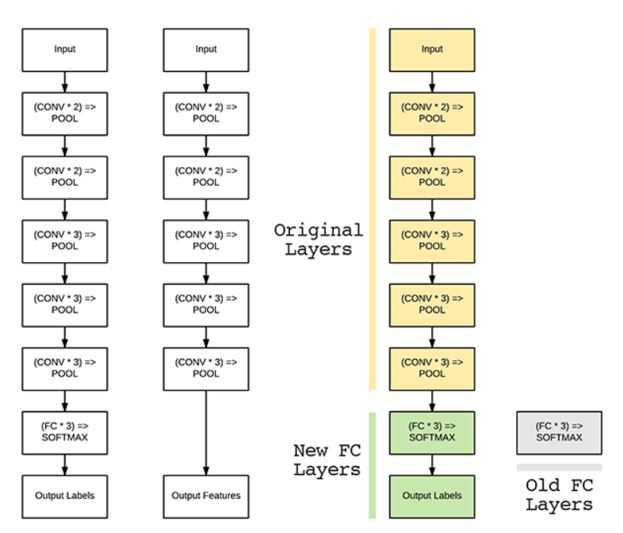 Input
(CONV * 2) =>
POOL
(CONV * 2) =>
POOL
(CONV * 3) =>
POOL
(CONV * 3) =>
POOL
(CONV * 3) =>
POOL
(FC * 3) =>
SOFTMAX
Output Labels
Input
(CONV * 2) =>
POOL
(CONV * 2) =>
POOL
(CONV * 3) =>
POOL
(CONV * 3) =>
POOL
(CONV * 3) =>
POOL
Output Features
Original
Layers
New FC
Layers
Input
(CONV * 2) =>
POOL
(CONV * 2) =>
POOL
(CONV * 3) =>
POOL
(CONV * 3) =>
POOL
(CONV * 3) =>
POOL
(FC * 3) =>
SOFTMAX
Output Labels
(FC * 3) =>
SOFTMAX
Old FC
Layers